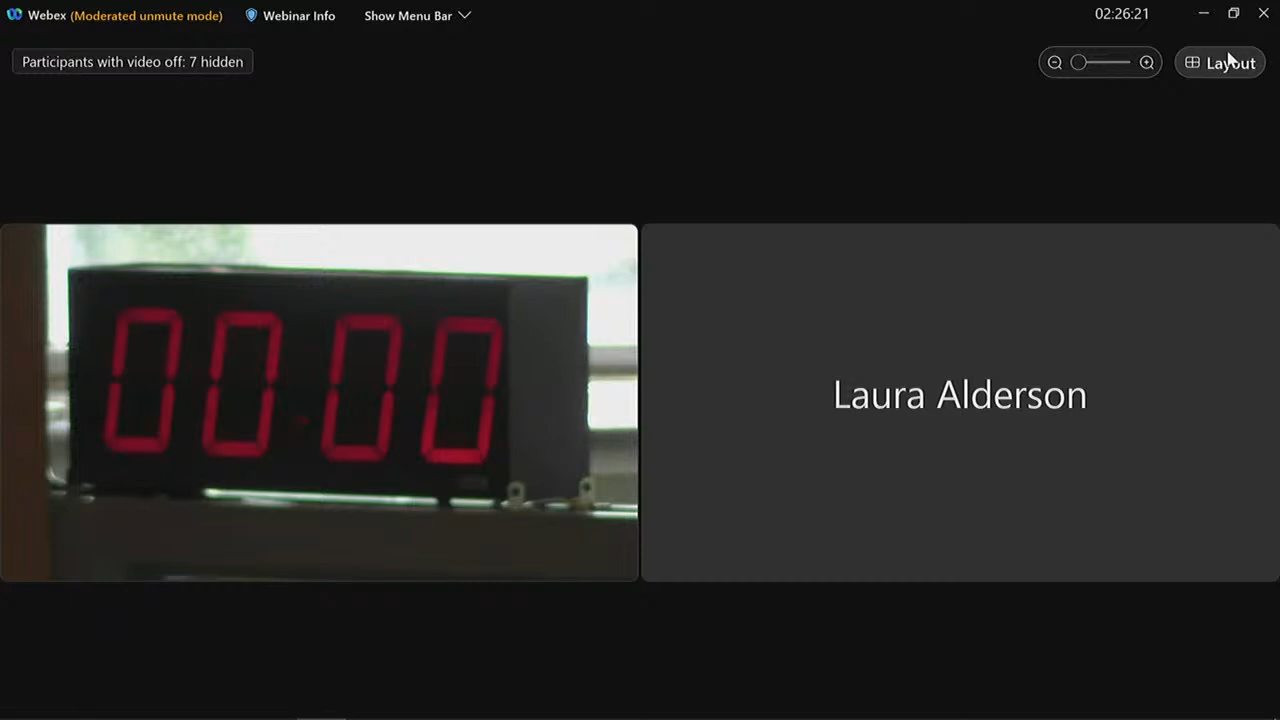 Webex (Moderated unmute mode) Webinar Info Show Menu Bar 02:26:21
Participants with video off: 7 hidden Layout
00:00
Laura Alderson